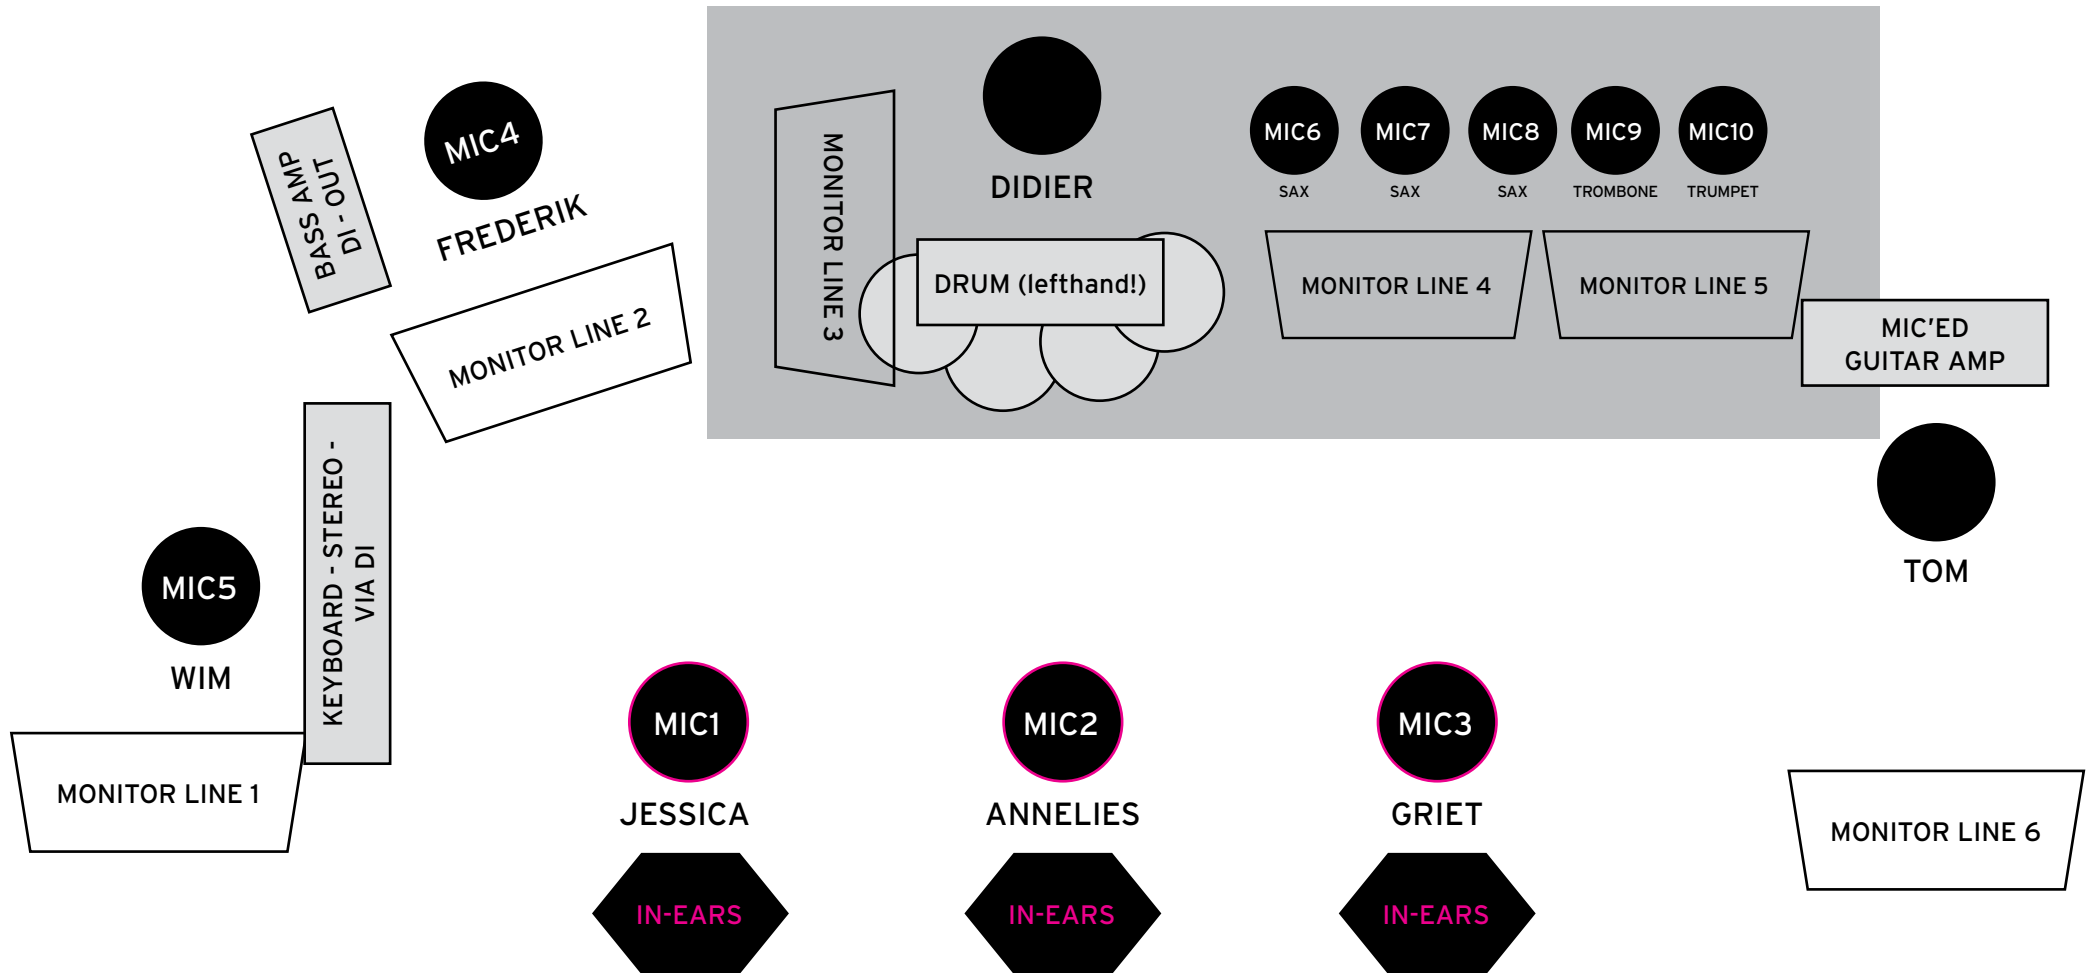 BASS AMP
DI - OUT
MIC4
FREDERIK
MONITOR LINE 2
MONITOR LINE 3
DIDIER
DRUM (lefthand!)
MIC6
MIC7
MIC8
MIC9
MIC10
SAX
SAX
SAX
TROMBONE
TRUMPET
MONITOR LINE 4
MONITOR LINE 5
MIC'ED
GUITAR AMP
TOM
KEYBOARD - STEREO -
VIA DI
MIC5
WIM
MONITOR LINE 1
MIC1
JESSICA
IN-EARS
MIC2
ANNELIES
IN-EARS
MIC3
GRIET
IN-EARS
MONITOR LINE 6